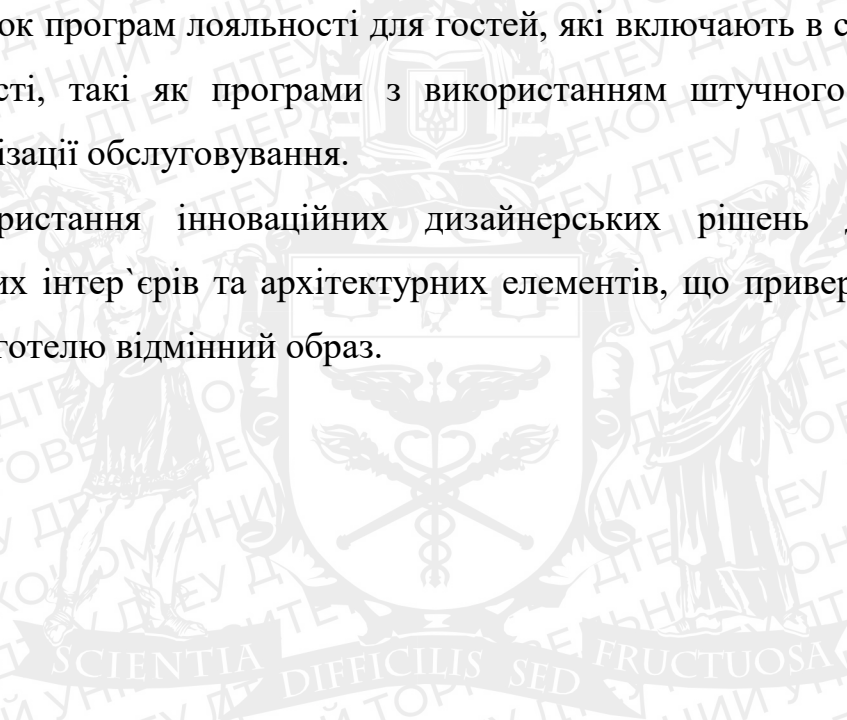 ок програм лояльності для гостей, які включають в с
сті, такі як програми з використанням штучного
ізації обслуговування.
ристання інноваційних дизайнерських рішень д
их інтер`єрів та архітектурних елементів, що привер
готелю відмінний образ.
SCIENTIA DIFFICILIS SED FRUCTUOSA